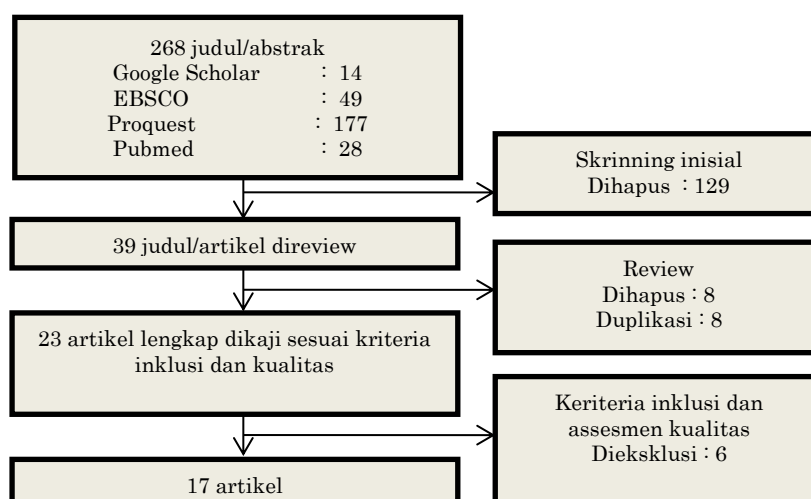 268 judul/abstrak
Google Scholar : 14
EBSCO : 49
Proquest : 177
Pubmed : 28
Skrinning inisial
Dihapus : 129
39 judul/artikel direview
Review
Dihapus : 8
Duplikasi : 8
23 artikel lengkap dikaji sesuai kriteria
inklusi dan kualitas
Keriteria inklusi dan
assesmen kualitas
Dieksklusi : 6
17 artikel